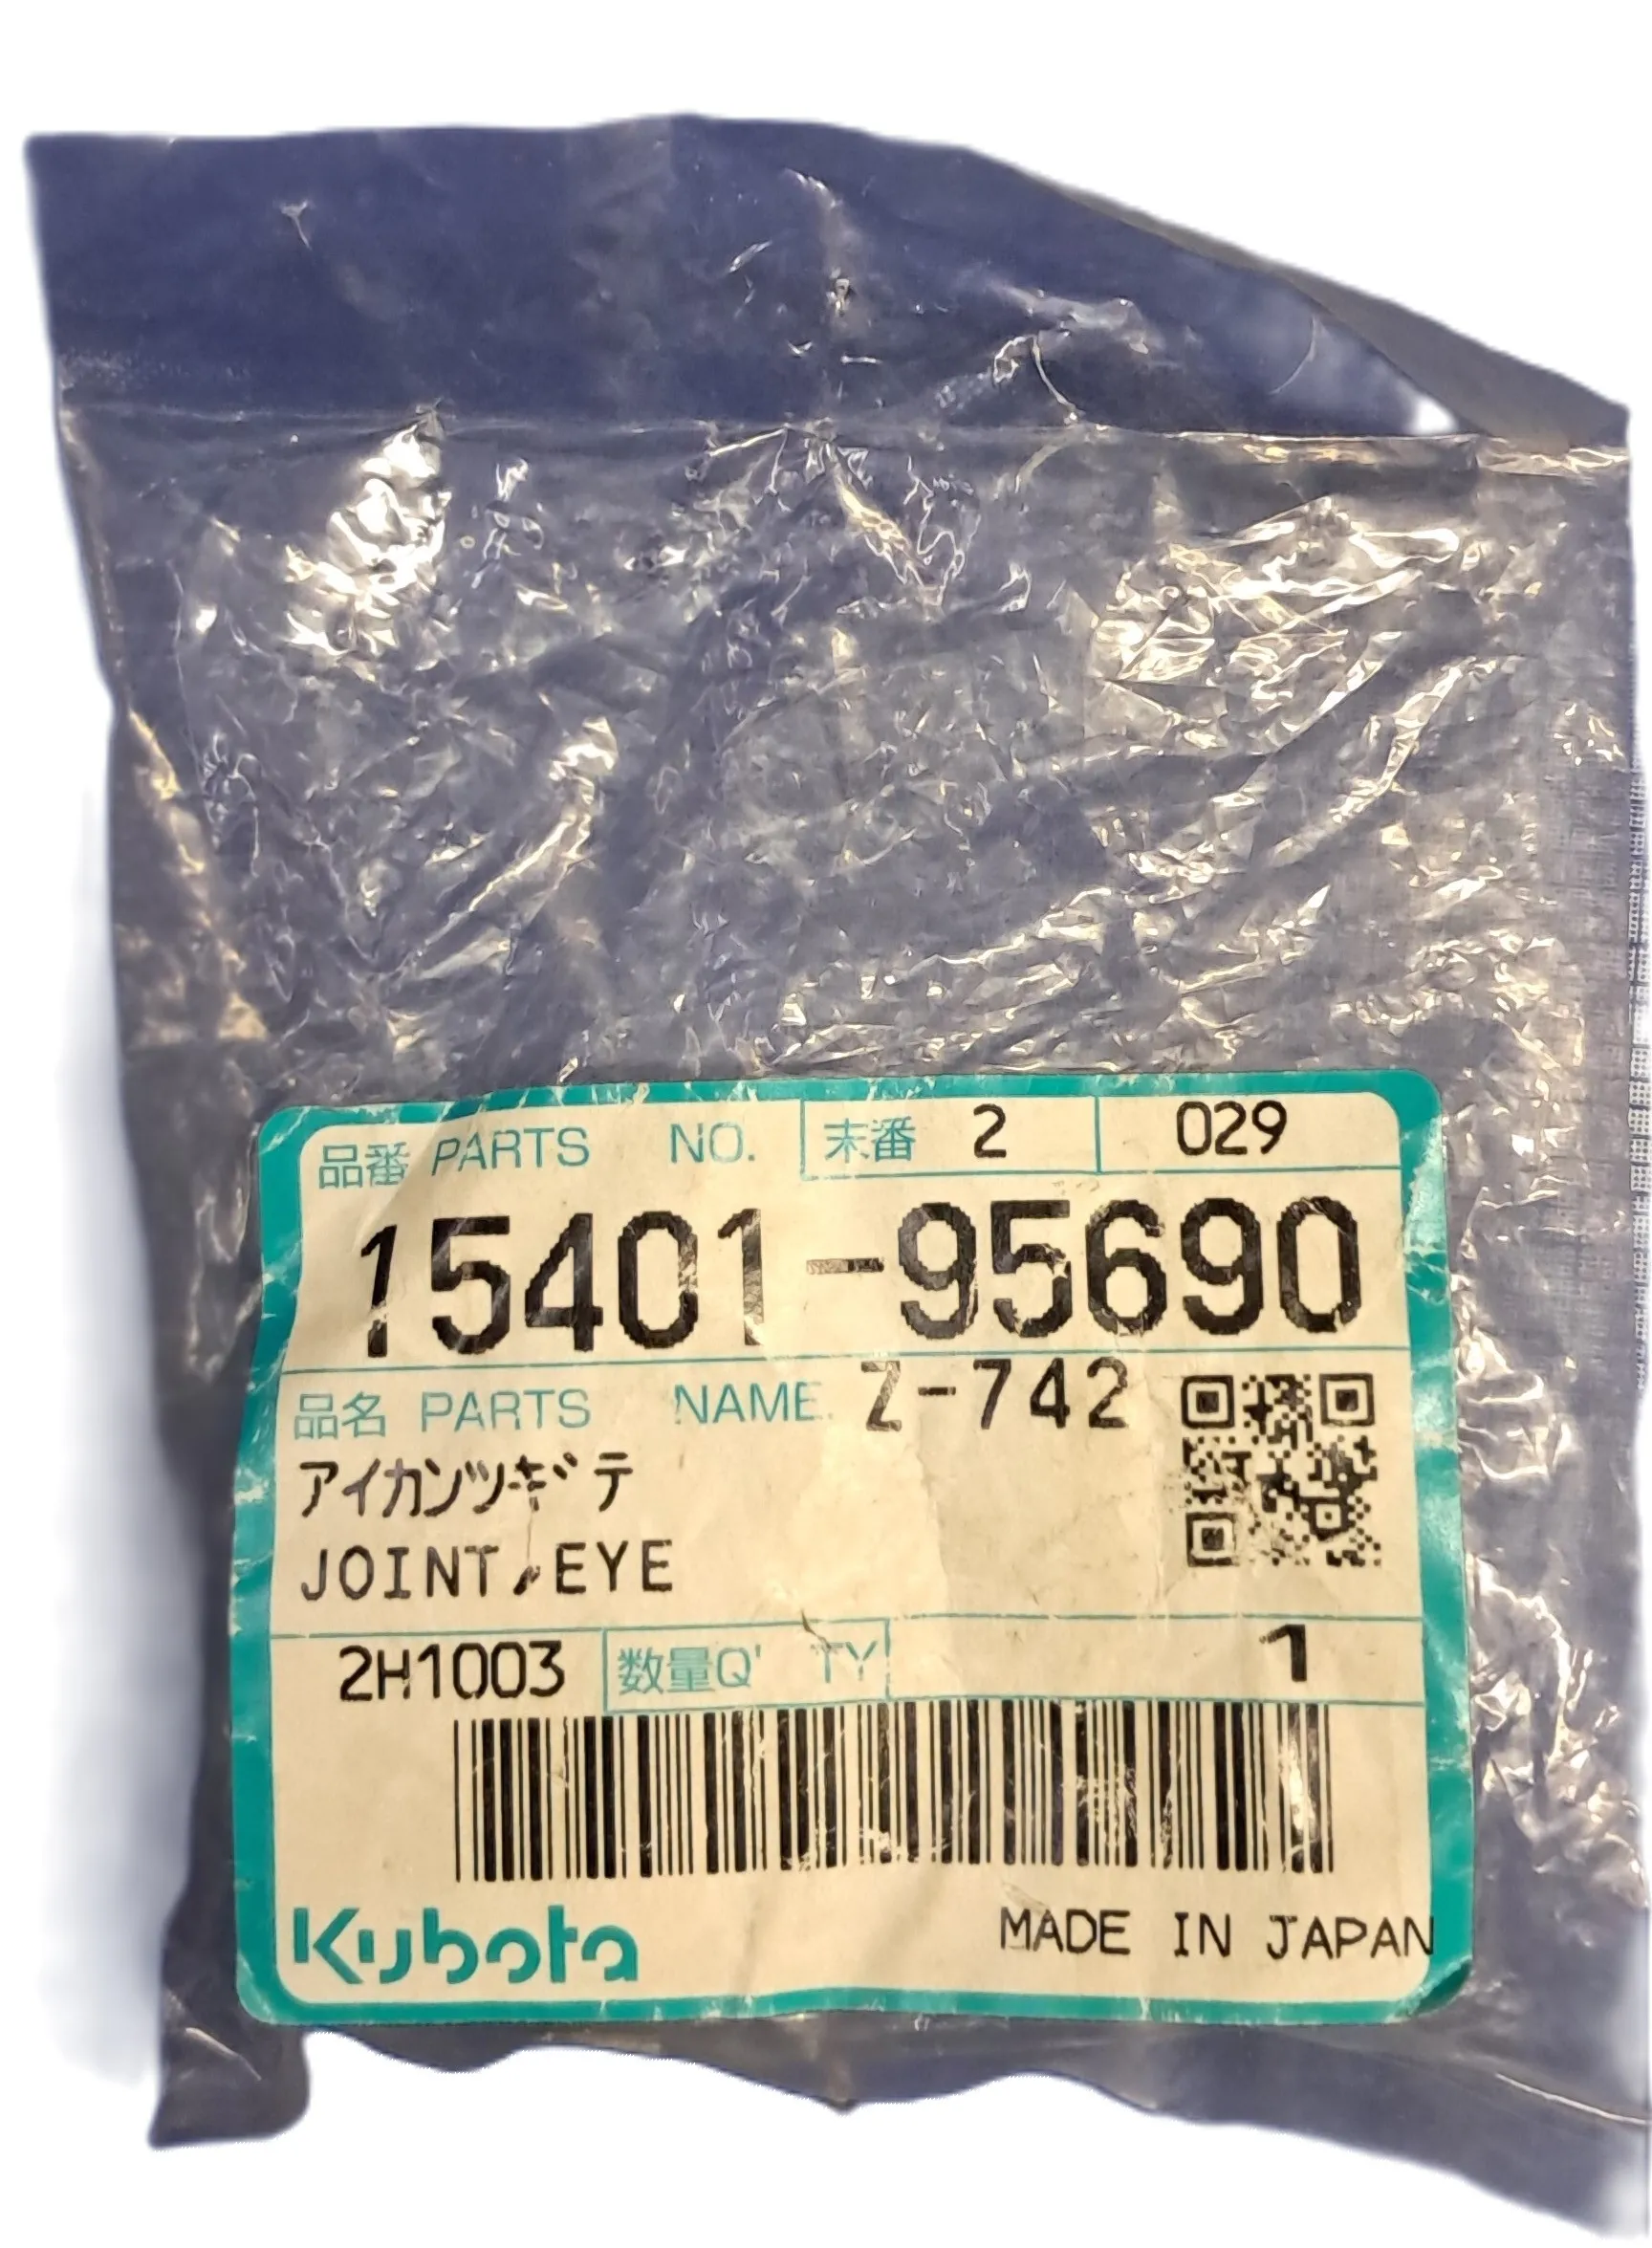 品番 PARTS NO. 末番 2 029
15401-95690
品名 PARTS NAME. Z-742
アイカンツギテ
JOINT,EYE
2H1003 数量Q'TY 1
Kubota MADE IN JAPAN